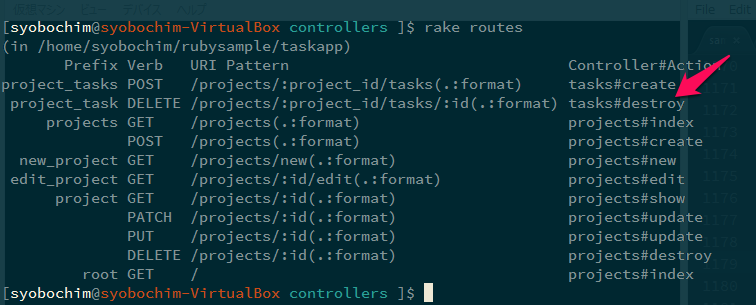 File Edit
[syobochim@syobochim-VirtualBox controllers ]$ rake routes
(in /home/syobochim/rubysample/taskapp)
Prefix Verb URI Pattern Controller#Action
project_tasks POST /projects/:project_id/tasks(.:format) tasks#create
project_task DELETE /projects/:project_id/tasks/:id(.:format) tasks#destroy
projects GET /projects(.:format) projects#index
POST /projects(.:format) projects#create
new_project GET /projects/new(.:format) projects#new
edit_project GET /projects/:id/edit(.:format) projects#edit
project GET /projects/:id(.:format) projects#show
PATCH /projects/:id(.:format) projects#update
PUT /projects/:id(.:format) projects#update
DELETE /projects/:id(.:format) projects#destroy
root GET / projects#index
[syobochim@syobochim-VirtualBox controllers ]$